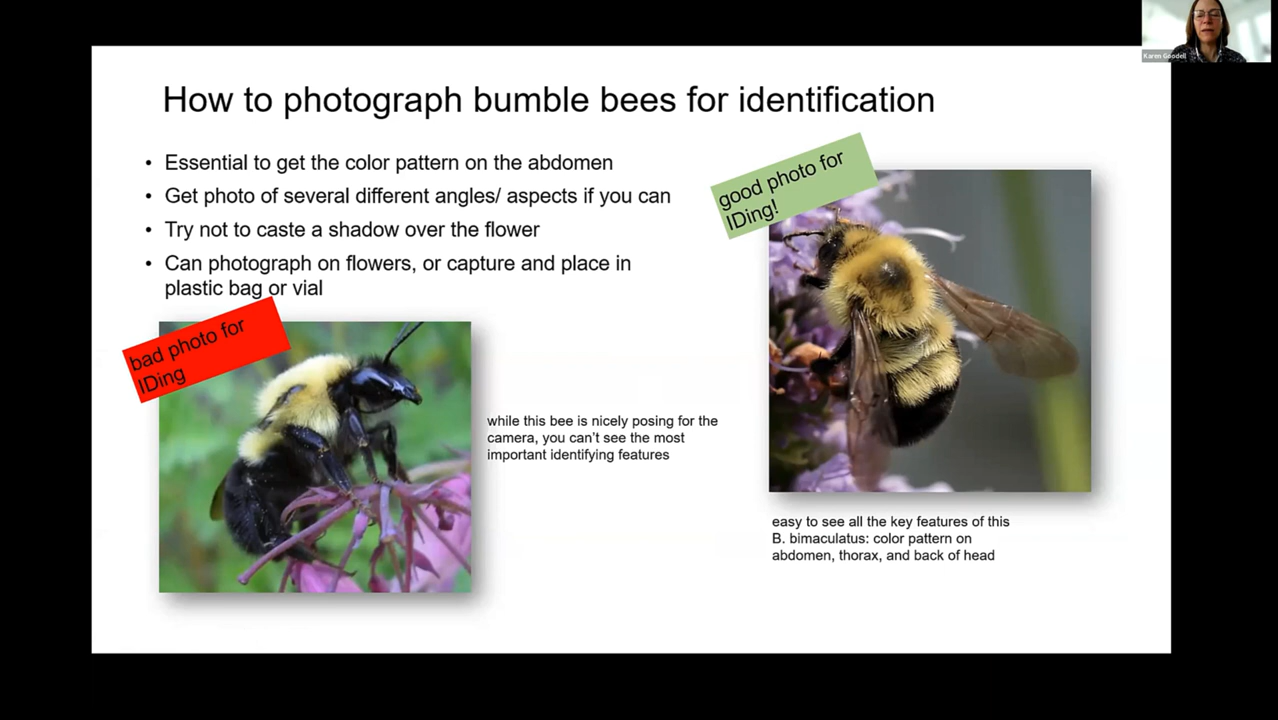 Karen Goodell
How to photograph bumble bees for identification
• Essential to get the color pattern on the abdomen
• Get photo of several different angles/ aspects if you can
• Try not to caste a shadow over the flower
• Can photograph on flowers, or capture and place in
plastic bag or vial
good photo for
IDing!
bad photo for
IDing
while this bee is nicely posing for the
camera, you can't see the most
important identifying features
easy to see all the key features of this
B. bimaculatus: color pattern on
abdomen, thorax, and back of head